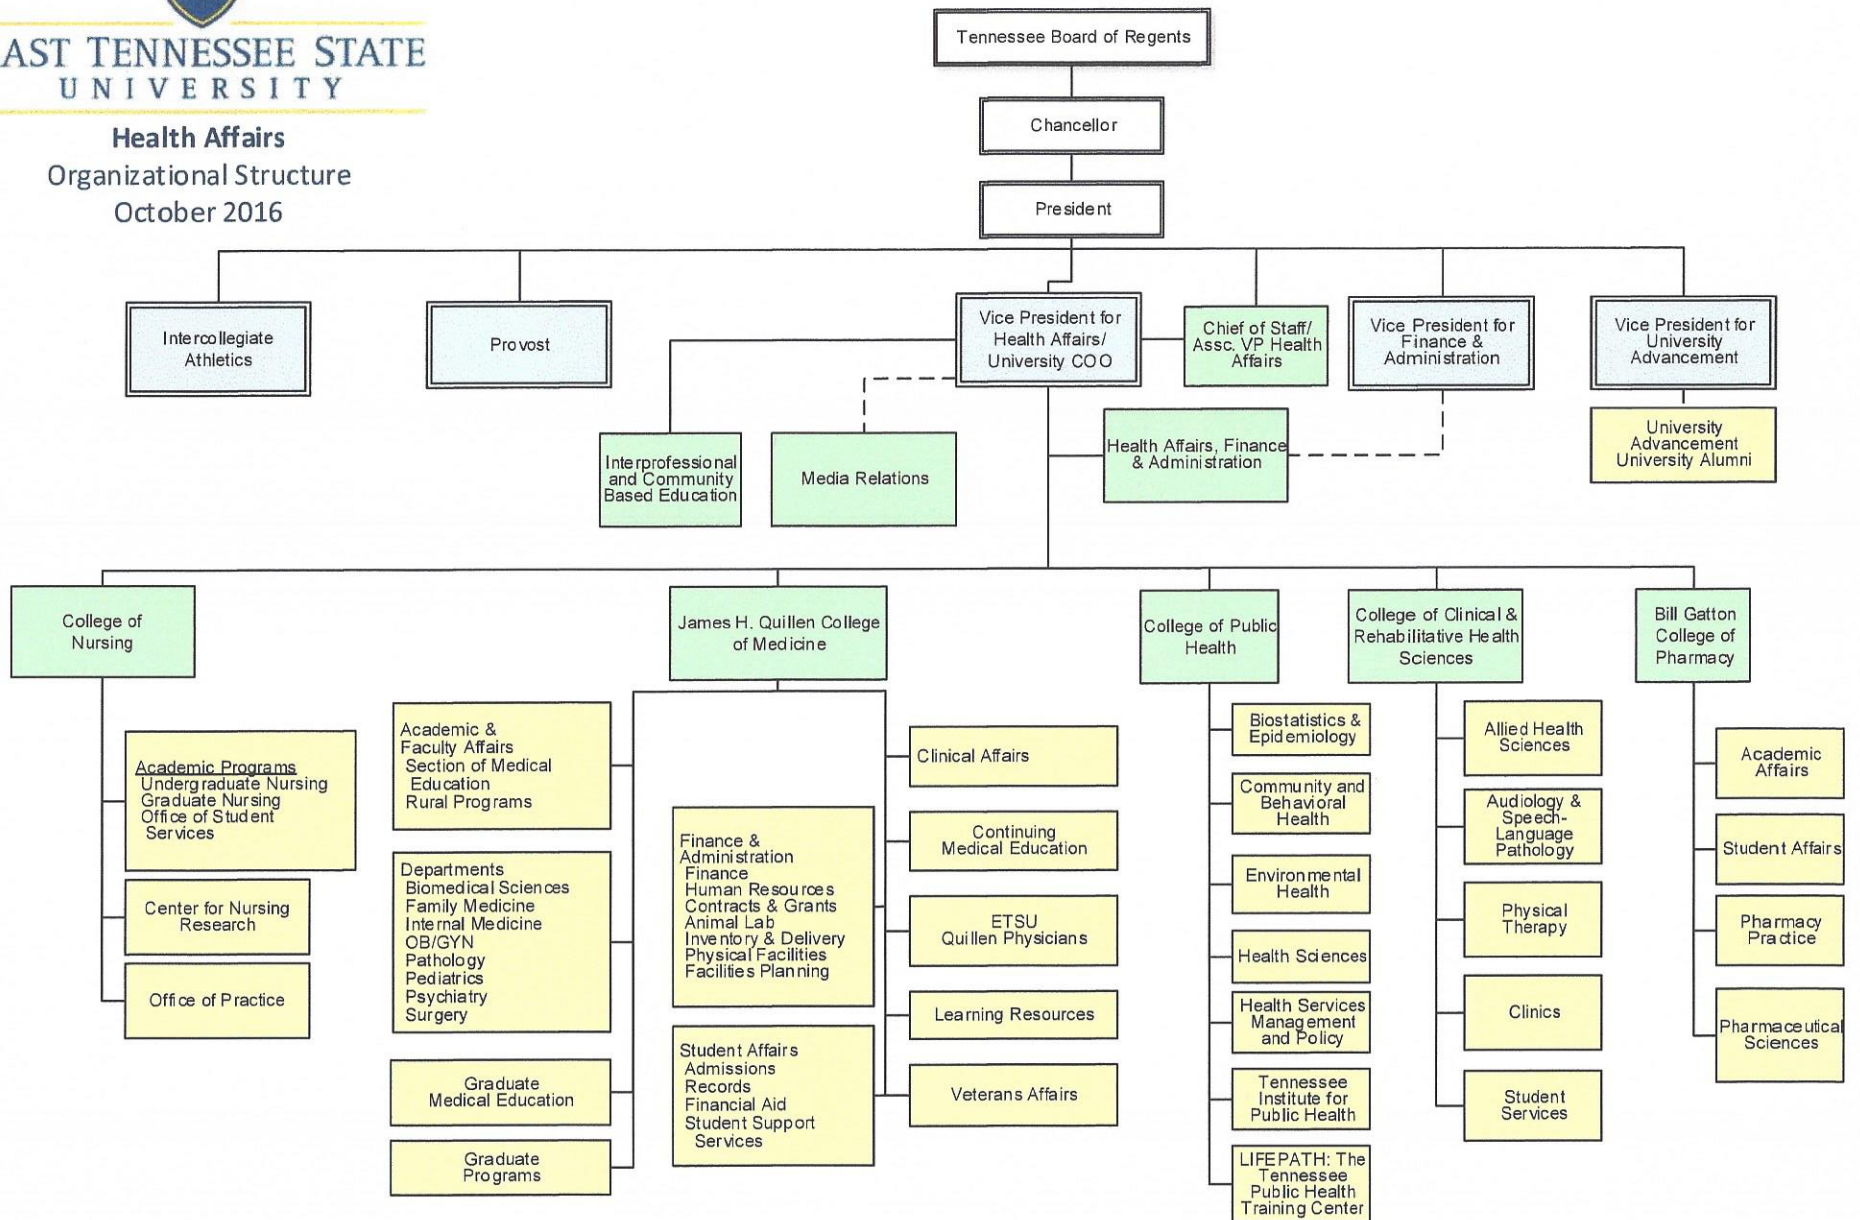 AST TENNESSEE STATE
UNIVERSITY
Health Affairs
Organizational Structure
October 2016
Tennessee Board of Regents
Chancellor
President
Intercollegiate
Athletics
Provost
Vice President for
Health Affairs/
University COO
Chief of Staff/
Assc. VP Health
Affairs
Vice President for
Finance &
Administration
Vice President for
University
Advancement
Interprofessional
and Community
Based Education
Media Relations
Health Affairs, Finance
& Administration
University
Advancement
University Alumni
College of
Nursing
James H. Quillen College
of Medicine
College of Public
Health
College of Clinical &
Rehabilitative Health
Sciences
Bill Gatton
College of
Pharmacy
Academic Programs
Undergraduate Nursing
Graduate Nursing
Office of Student
Services
Center for Nursing
Research
Office of Practice
Academic &
Faculty Affairs
Section of Medical
Education
Rural Programs
Departments
Biomedical Sciences
Family Medicine
Internal Medicine
OB/GYN
Pathology
Pediatrics
Psychiatry
Surgery
Graduate
Medical Education
Graduate
Programs
Finance &
Administration
Finance
Human Resources
Contracts & Grants
Animal Lab
Inventory & Delivery
Physical Facilities
Facilities Planning
Student Affairs
Admissions
Records
Financial Aid
Student Support
Services
Clinical Affairs
Continuing
Medical Education
ETSU
Quillen Physicians
Learning Resources
Veterans Affairs
Biostatistics &
Epidemiology
Community and
Behavioral
Health
Environmental
Health
Health Sciences
Health Services
Management
and Policy
Tennessee
Institute for
Public Health
LIFEPATH: The
Tennessee
Public Health
Training Center
Allied Health
Sciences
Audiology &
Speech-
Language
Pathology
Physical
Therapy
Clinics
Student
Services
Academic
Affairs
Student Affairs
Pharmacy
Practice
Pharmaceutical
Sciences